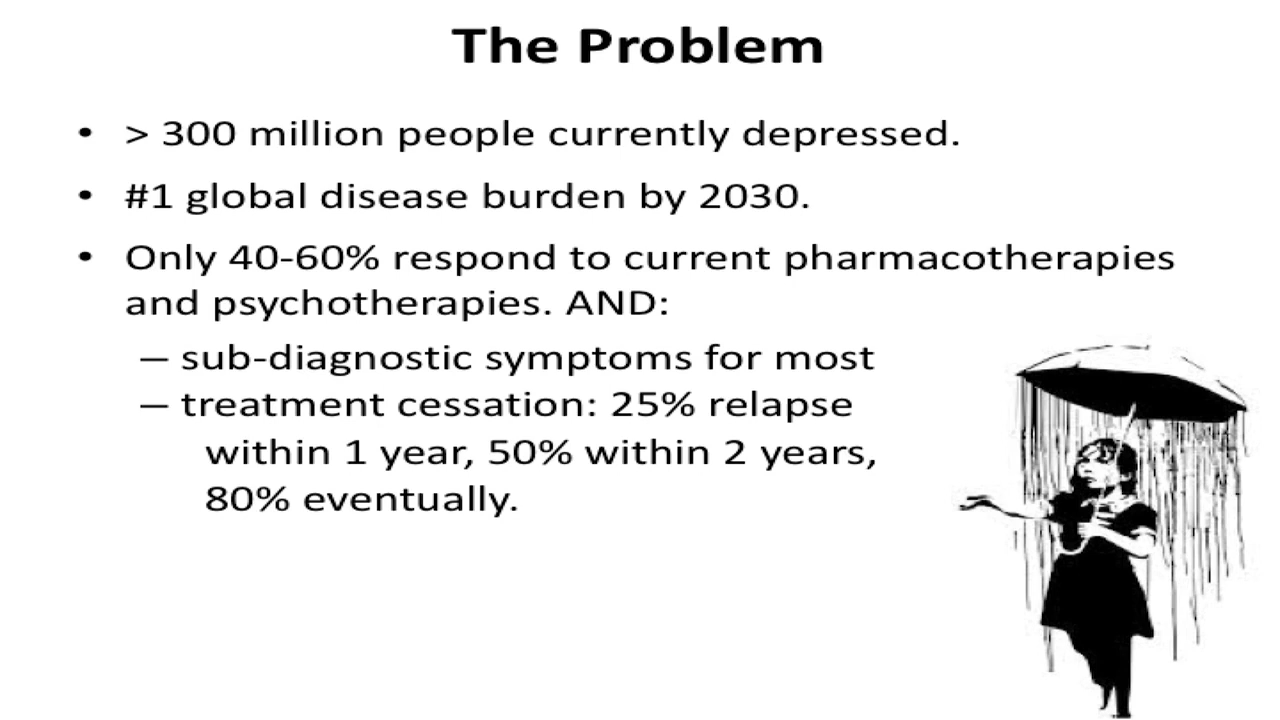 The Problem
• > 300 million people currently depressed.
• #1 global disease burden by 2030.
• Only 40-60% respond to current pharmacotherapies
and psychotherapies. AND:
– sub-diagnostic symptoms for most
– treatment cessation: 25% relapse
within 1 year, 50% within 2 years,
80% eventually.